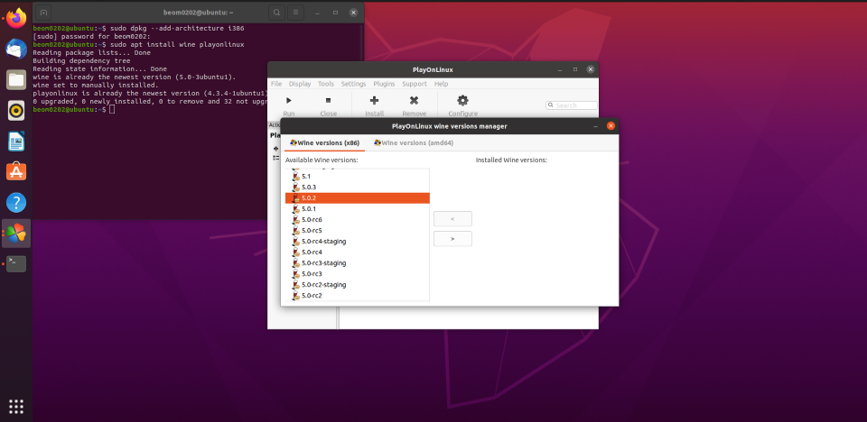 beom0202@ubuntu: ~
beom0202@ubuntu:~$ sudo dpkg --add-architecture i386
[sudo] password for beom0202:
beom0202@ubuntu:~$ sudo apt install wine playonlinux
Reading package lists... Done
Building dependency tree
Reading state information... Done
wine is already the newest version (5.0-3ubuntu1).
wine set to manually installed.
playonlinux is already the newest version (4.3.4-1ubuntu1)
0 upgraded, 0 newly installed, 0 to remove and 32 not upgr
beom0202@ubuntu:~$
PlayOnLinux
File Display Tools Settings Plugins Support Help
Run Close Install Remove Configure
Search
PlayOnLinux wine versions manager
Wine versions (x86) Wine versions (amd64)
Available Wine versions: Installed Wine versions:
5.1
5.0.3
5.0.2
5.0.1
5.0-rc6
5.0-rc5
5.0-rc4-staging
5.0-rc4
5.0-rc3-staging
5.0-rc3
5.0-rc2-staging
5.0-rc2
<
>